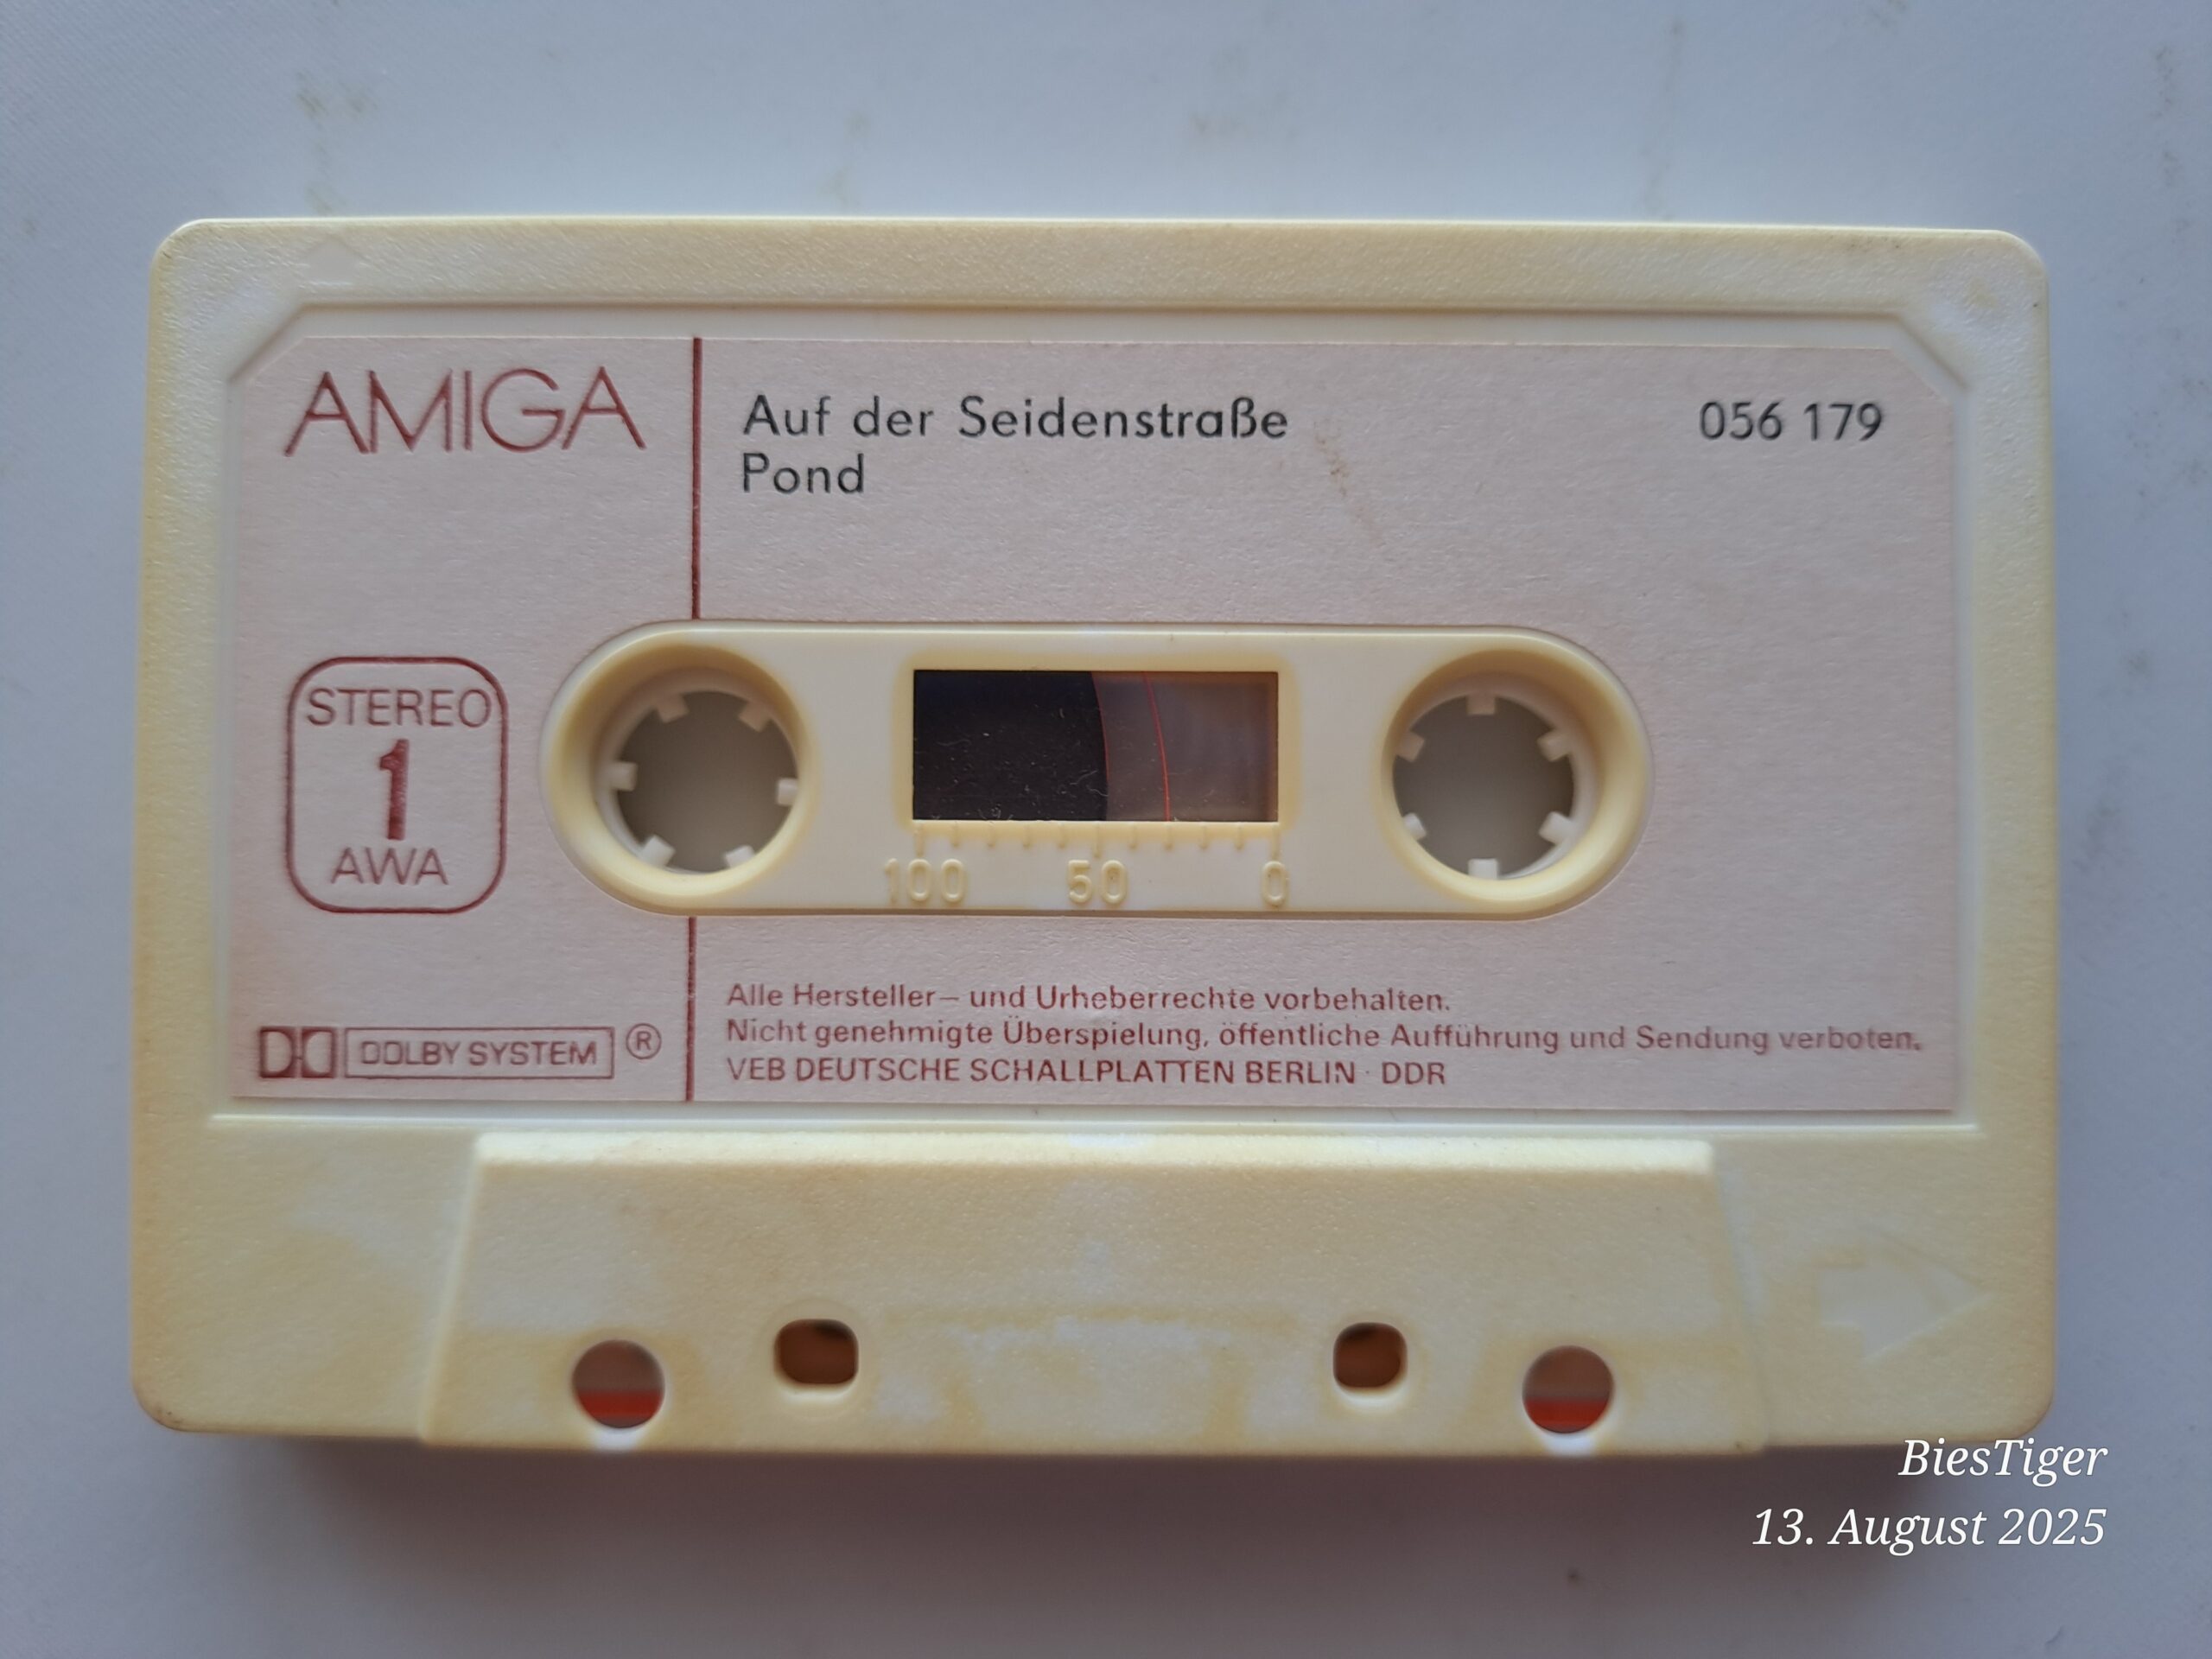 AMIGA
Auf der Seidenstraße
Pond
056 179
STEREO
1
AWA
100 50 0
DOLBY SYSTEM ®
Alle Hersteller– und Urheberrechte vorbehalten.
Nicht genehmigte Überspielung, öffentliche Aufführung und Sendung verboten.
VEB DEUTSCHE SCHALLPLATTEN BERLIN · DDR
BiesTiger
13. August 2025